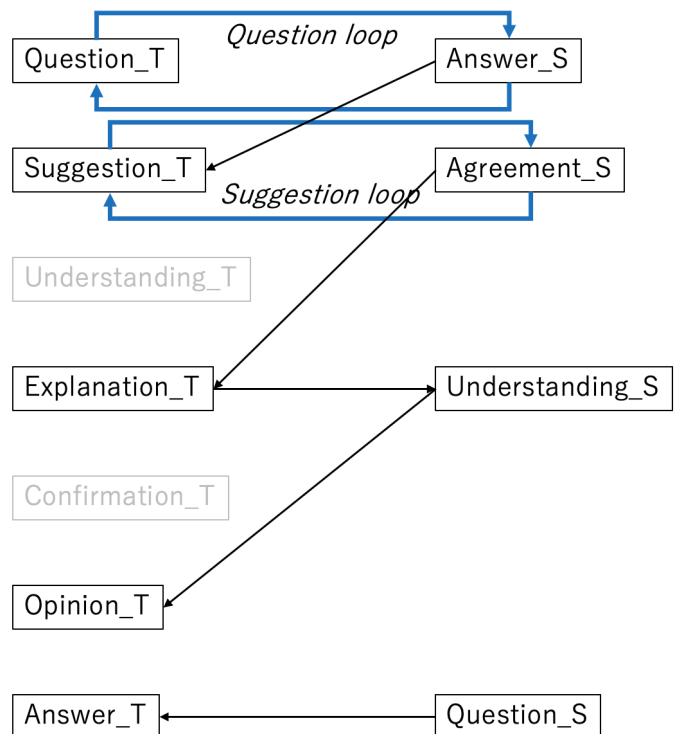 Question loop
Question_T
Answer_S
Suggestion_T
Agreement_S
Suggestion loop
Understanding_T
Explanation_T
Understanding_S
Confirmation_T
Opinion_T
Answer_T
Question_S